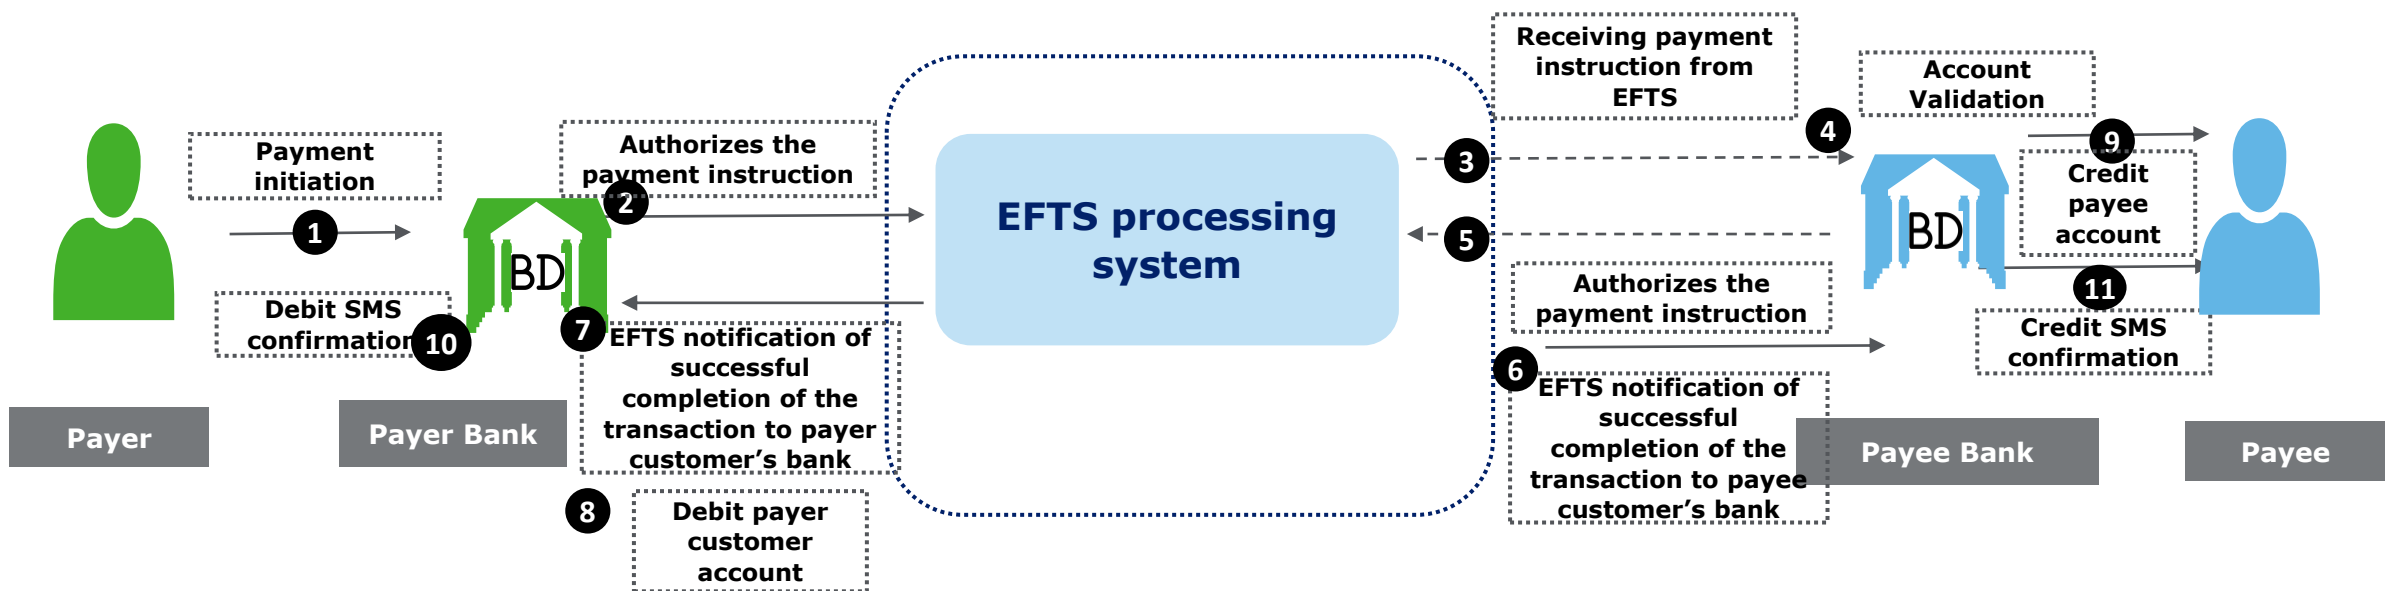 Payment
initiation
1
Debit SMS
confirmation
10
Payer
BD
Payer Bank
Authorizes the
payment instruction
2
7
EFTS notification of
successful
completion of the
transaction to payer
customer’s bank
8
Debit payer
customer
account
EFTS processing
system
Receiving payment
instruction from
EFTS
3
4
5
Authorizes the
payment instruction
6
EFTS notification of
successful
completion of the
transaction to payee
customer’s bank
Account
Validation
BD
Payee Bank
9
Credit
payee
account
11
Credit SMS
confirmation
Payee